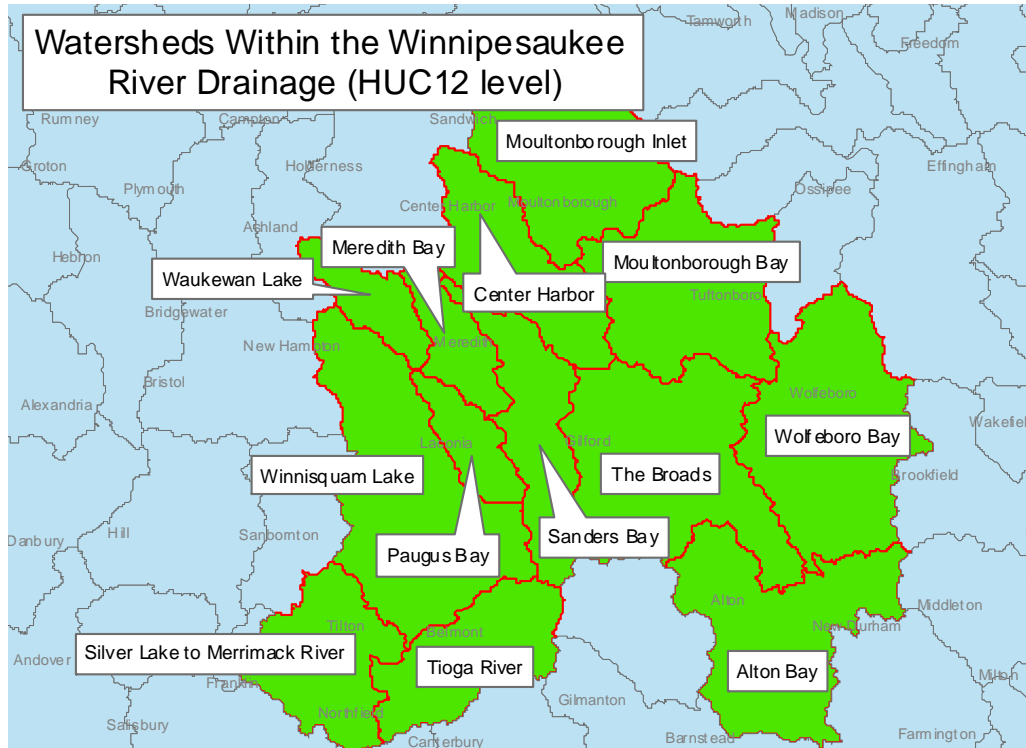 Watersheds Within the Winnipesaukee
River Drainage (HUC12 level)
Tamworth
Madison
Freedom
Rumney
Campton
Sandwich
Moultonborough Inlet
Groton
Holderness
Effingham
Plymouth
Ossipee
Center Harbor
Moultonborough
Ashland
Meredith Bay
Hebron
Moultonborough Bay
Waukewan Lake
Center Harbor
Tuftonboro
Bridgewater
New Hampton
Meredith
Bristol
Wolfeboro
Alexandria
Wakefield
Wolfeboro Bay
Laconia
Gilford
Winnisquam Lake
The Broads
Brookfield
Hill
Sanbornton
Danbury
Sanders Bay
Paugus Bay
Alton
Middleton
Tilton
Belmont
New Durham
Silver Lake to Merrimack River
Andover
Tioga River
Alton Bay
Milton
Franklin
Gilmanton
Northfield
Salisbury
Canterbury
Barnstead
Farmington